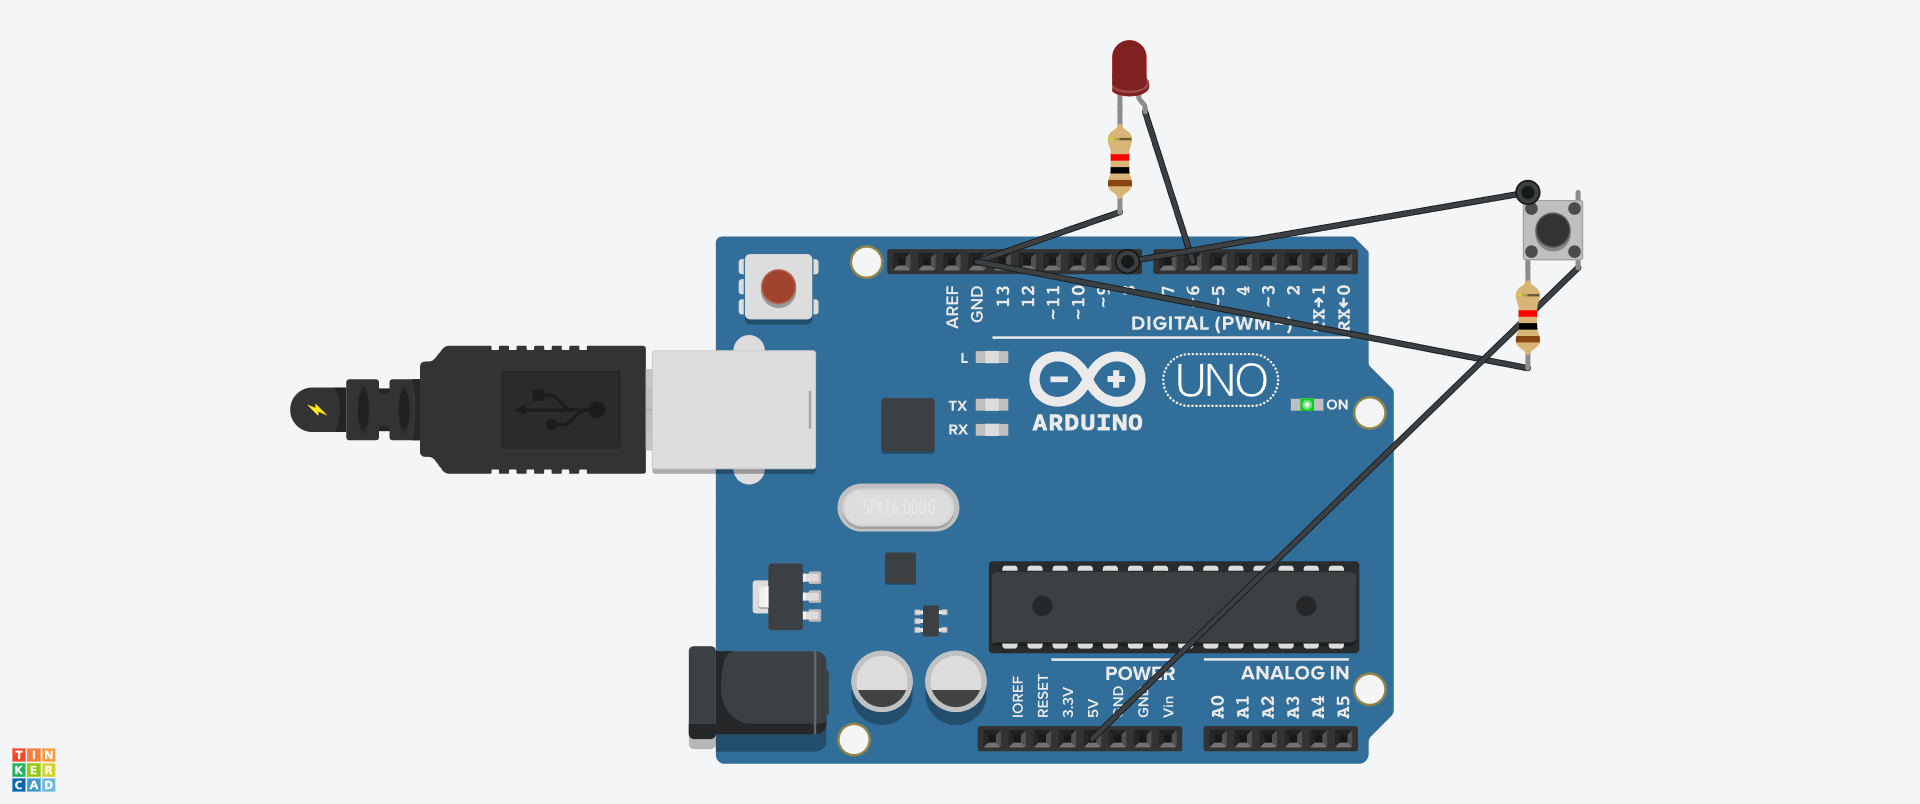 AREF
GND
13
12
~11
~10
~9
8
7
~6
~5
4
~3
2
TX→1
RX←0
DIGITAL (PWM~)
L
TX
RX
ARDUINO
UNO
ON
SPK16.000G
POWER
ANALOG IN
IOREF
RESET
3.3V
5V
GND
GND
Vin
A0
A1
A2
A3
A4
A5
TIN
KER
CAD